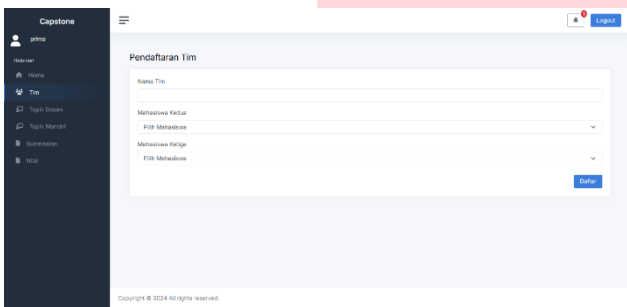 Capstone
1
Logout
prima
Halaman
Home
Tim
Topik Dosen
Topik Mandiri
Submission
Nilai
Pendaftaran Tim
Nama Tim
Mahasiswa Kedua
Pilih Mahasiswa
Mahasiswa Ketiga
Pilih Mahasiswa
Daftar
Copyright © 2024 All rights reserved.